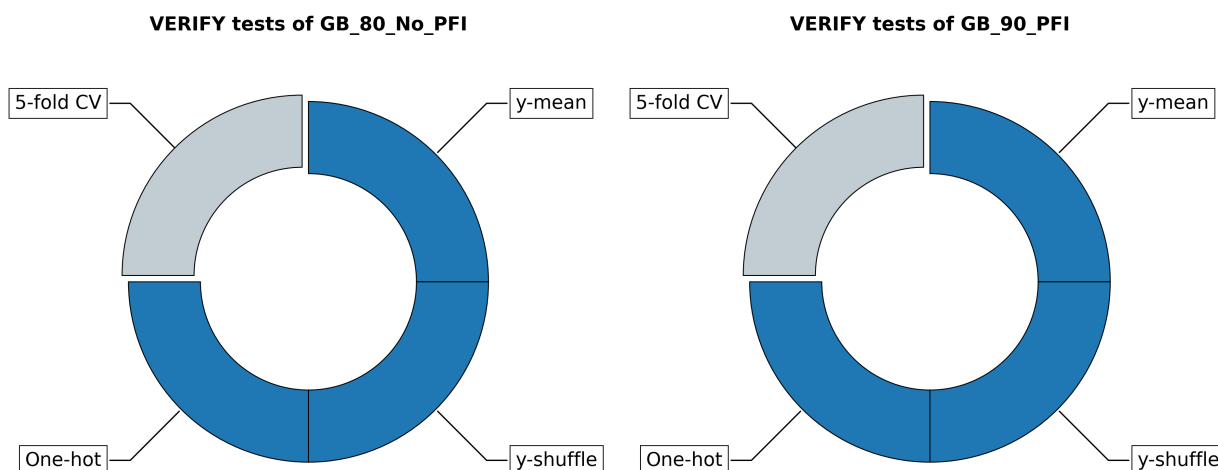 VERIFY tests of GB_80_No_PFI
5-fold CV
y-mean
One-hot
y-shuffle
VERIFY tests of GB_90_PFI
5-fold CV
y-mean
One-hot
y-shuffle